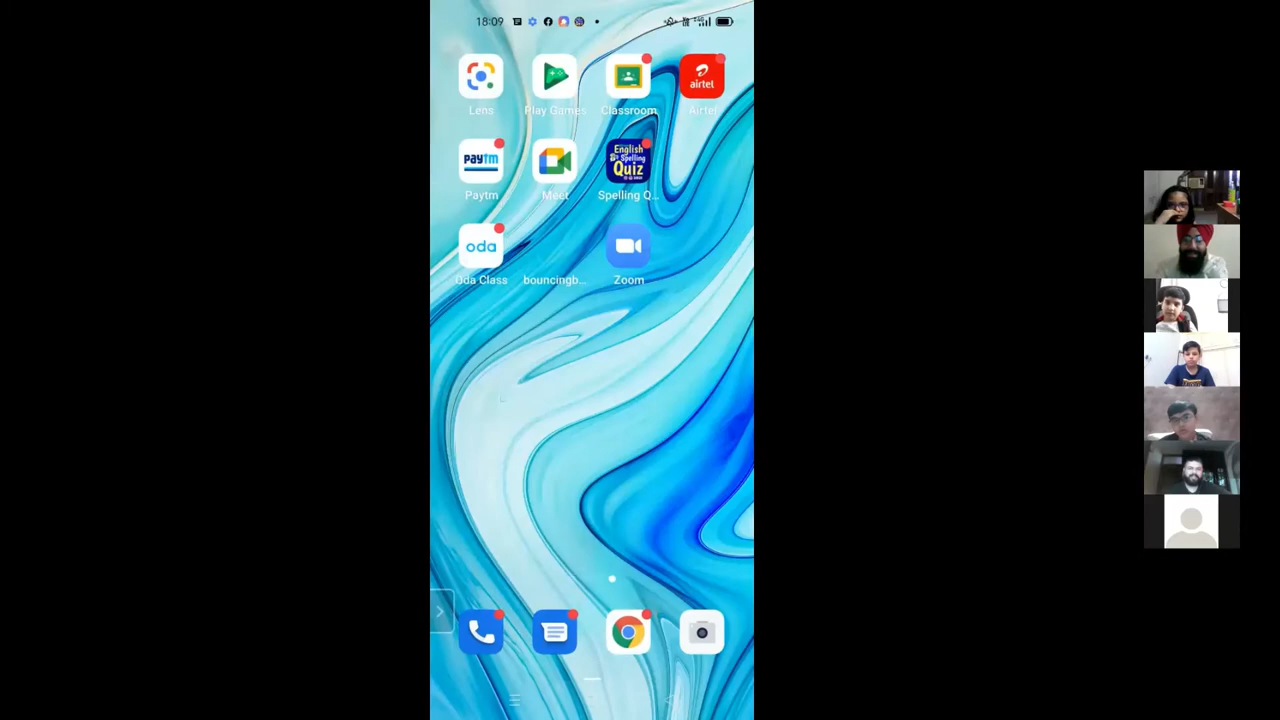 18:09
Lens Play Games Classroom airtel Airtel
paytm Paytm Meet English Spelling Quiz Spelling Q...
oda Oda Class bouncingb... Zoom